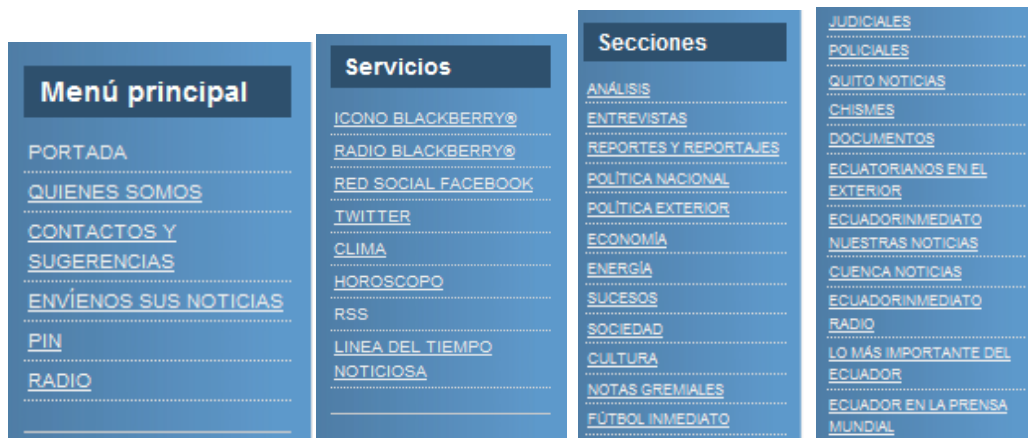 Menú principal
PORTADA
QUIENES SOMOS
CONTACTOS Y
SUGERENCIAS
ENVÍENOS SUS NOTICIAS
PIN
RADIO
Servicios
ICONO BLACKBERRY®
RADIO BLACKBERRY®
RED SOCIAL FACEBOOK
TWITTER
CLIMA
HOROSCOPO
RSS
LINEA DEL TIEMPO
NOTICIOSA
Secciones
ANÁLISIS
ENTREVISTAS
REPORTES Y REPORTAJES
POLÍTICA NACIONAL
POLÍTICA EXTERIOR
ECONOMÍA
ENERGÍA
SUCESOS
SOCIEDAD
CULTURA
NOTAS GREMIALES
FÚTBOL INMEDIATO
JUDICIALES
POLICIALES
QUITO NOTICIAS
CHISMES
DOCUMENTOS
ECUATORIANOS EN EL
EXTERIOR
ECUADORINMEDIATO
NUESTRAS NOTICIAS
CUENCA NOTICIAS
ECUADORINMEDIATO
RADIO
LO MÁS IMPORTANTE DEL
ECUADOR
ECUADOR EN LA PRENSA
MUNDIAL